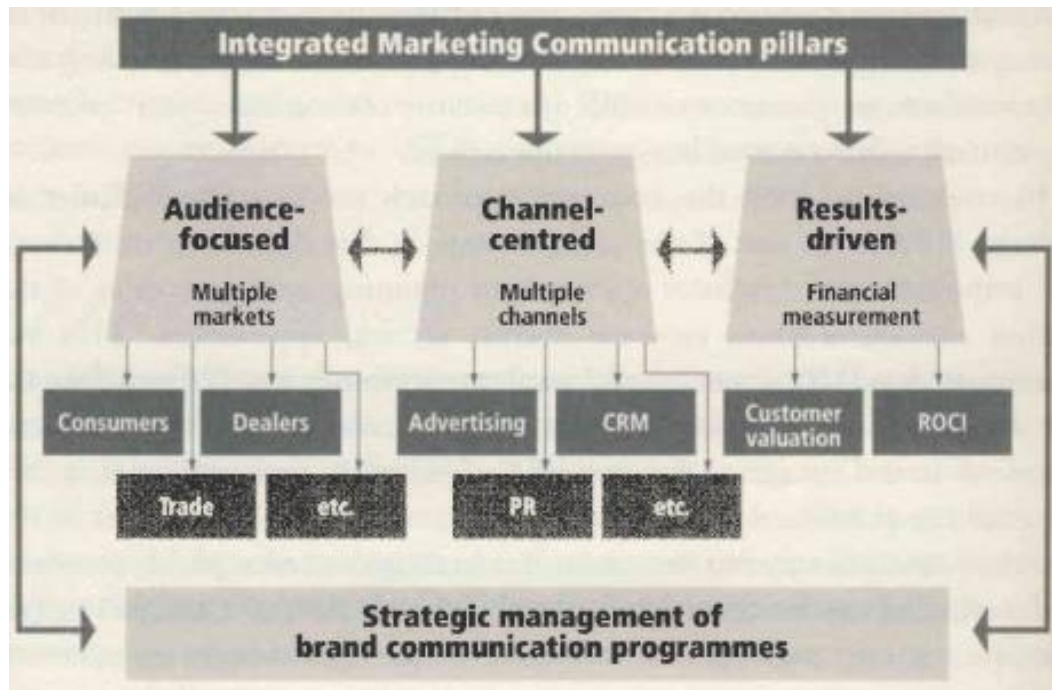 Integrated Marketing Communication pillars
Audience-
focused
Multiple
markets
Channel-
centred
Multiple
channels
Results-
driven
Financial
measurement
Consumers
Dealers
Advertising
CRM
Customer
valuation
ROCI
Trade
etc.
PR
etc.
Strategic management of
brand communication programmes